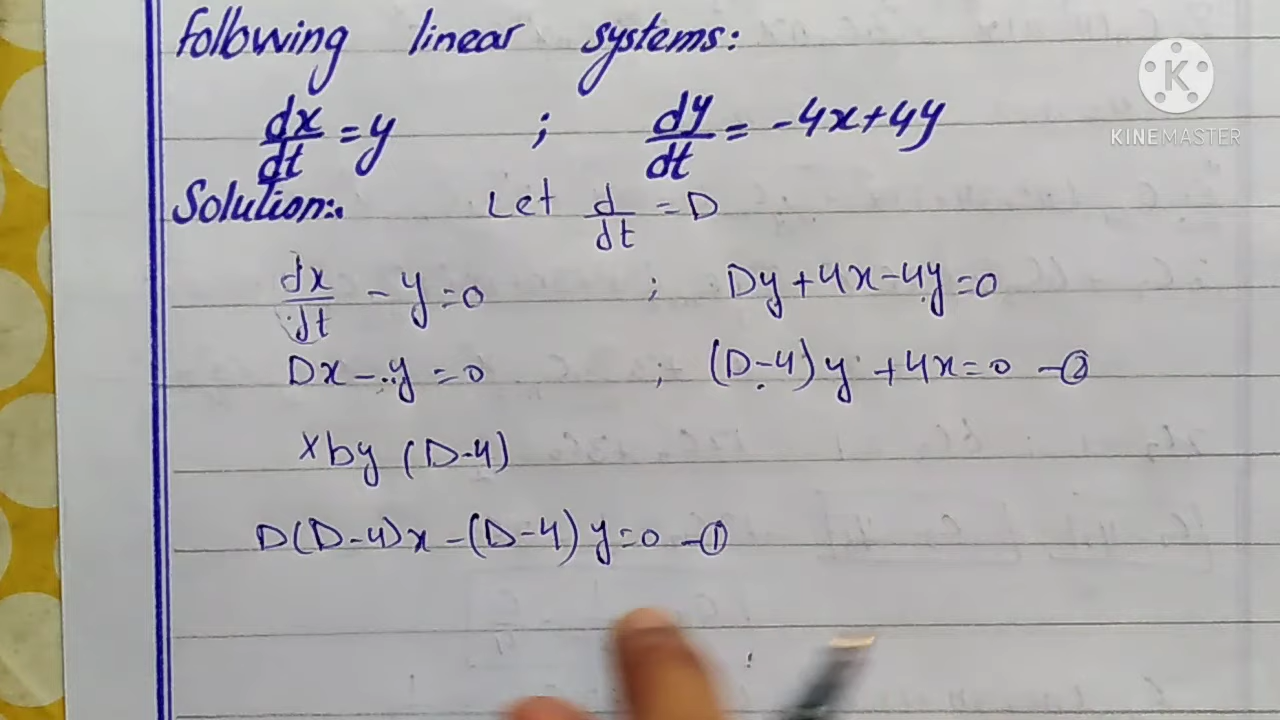 following linear systems:
dx/dt = y ; dy/dt = -4x+4y
Solution:. Let d/dt = D
dx/dt - y = 0 ; Dy+4x-4y=0
Dx - y = 0 ; (D-4)y +4x=0 -②
× by (D-4)
D(D-4)x -(D-4)y=0 -①
K
KINEMASTER